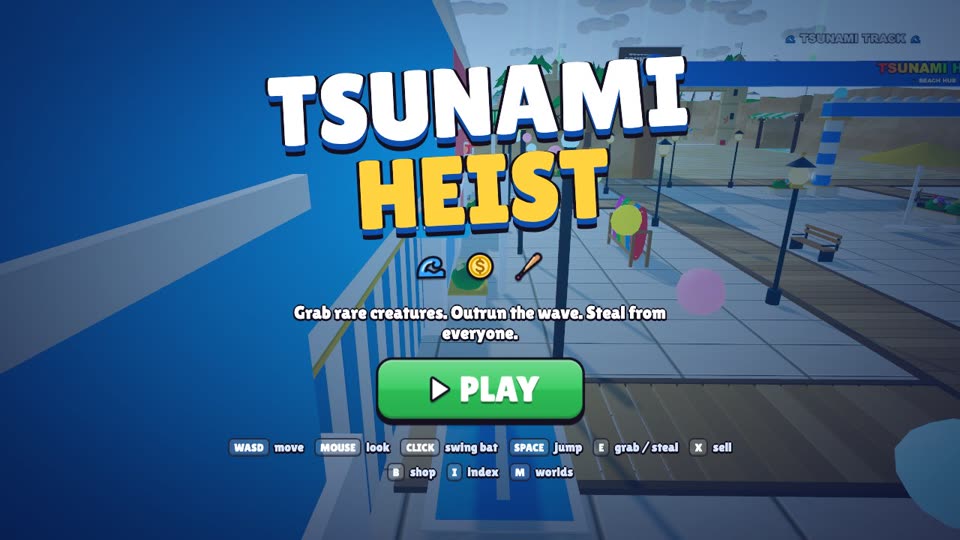 TSUNAMI TRACK
TSUNAMI H
BEACH HUB
TSUNAMI
HEIST
Grab rare creatures. Outrun the wave. Steal from
everyone.
PLAY
WASD move MOUSE look CLICK swing bat SPACE jump E grab / steal X sell
B shop I index M worlds